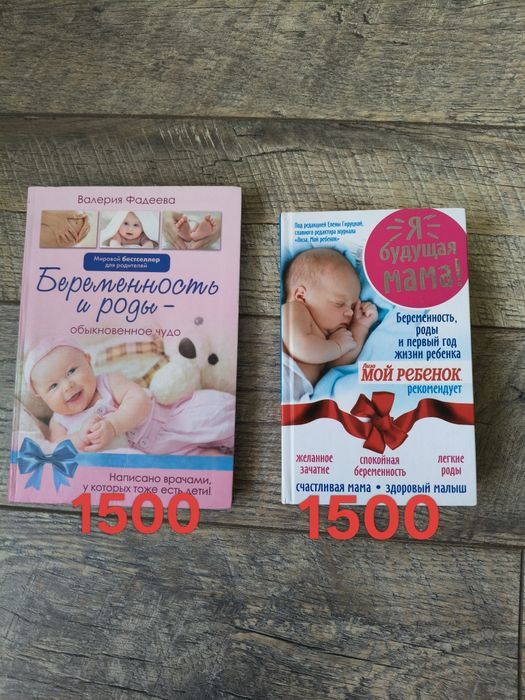 Валерия Фадеева
Мировой бестселлер
для родителей
Беременность
и роды –
обыкновенное чудо
Написано врачами,
у которых тоже есть дети!
1500
Под редакцией Елены Гируцкой,
главного редактора журнала
«Лиза. Мой ребенок»
Я
будущая
мама!
Беременность,
роды
и первый год
жизни ребенка
Лиза
МОЙ РЕБЕНОК
рекомендует
желанное
зачатие
спокойная
беременность
легкие
роды
счастливая мама • здоровый малыш
1500